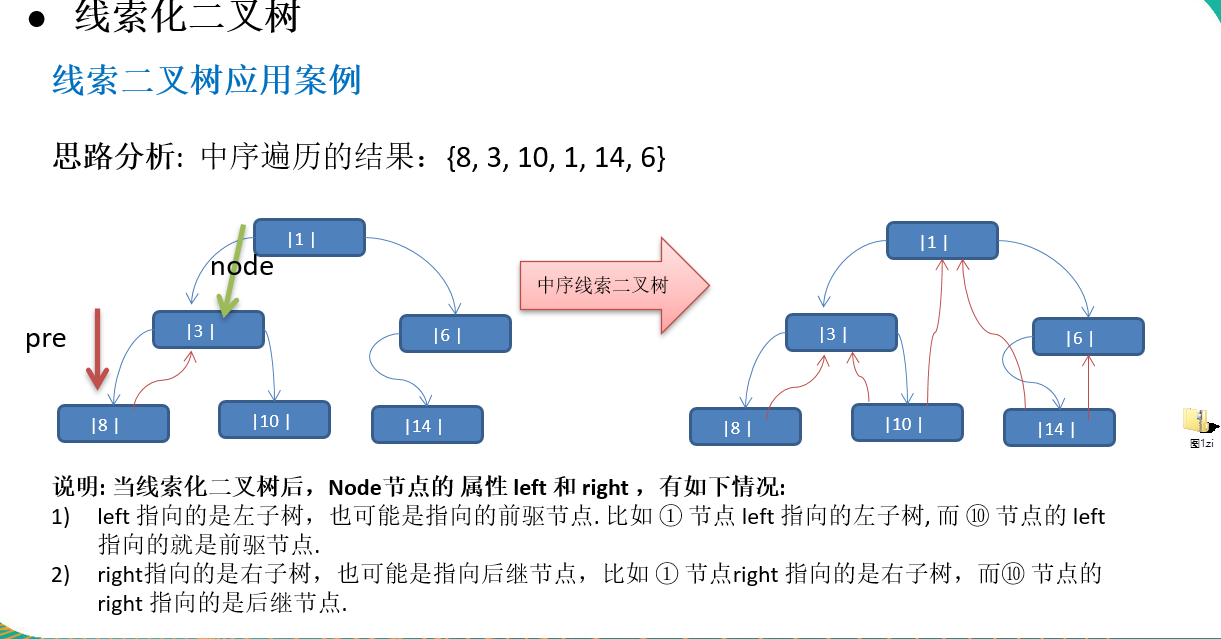 ● 线索化二叉树
线索二叉树应用案例
思路分析: 中序遍历的结果：{8, 3, 10, 1, 14, 6}
|1 |
node
|3 |
|6 |
pre
|8 |
|10 |
|14 |
中序线索二叉树
|1 |
|3 |
|6 |
|8 |
|10 |
|14 |
图1.zi
说明: 当线索化二叉树后，Node节点的 属性 left 和 right ，有如下情况:
1) left 指向的是左子树，也可能是指向的前驱节点. 比如 ① 节点 left 指向的左子树, 而 ⑩ 节点的 left
指向的就是前驱节点.
2) right指向的是右子树，也可能是指向后继节点，比如 ① 节点right 指向的是右子树，而⑩ 节点的
right 指向的是后继节点.